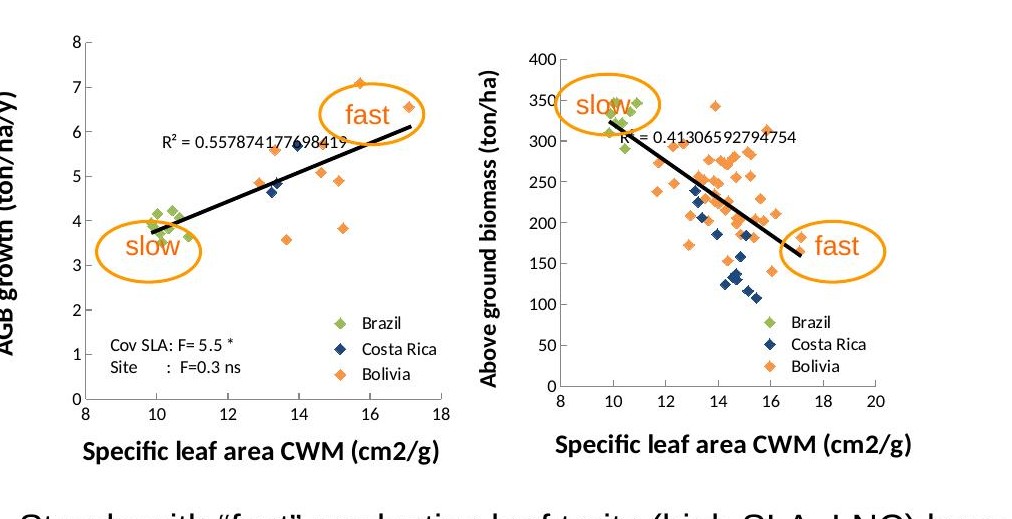 8
7
6
5
4
3
2
1
0
8 10 12 14 16 18
AGB growth (ton/ha/y)
fast
R² = 0.557874177698419
slow
Cov SLA: F= 5.5 *
Site : F=0.3 ns
Brazil
Costa Rica
Bolivia
Specific leaf area CWM (cm2/g)
400
350
300
250
200
150
100
50
0
8 10 12 14 16 18 20
Above ground biomass (ton/ha)
slow
R² = 0.41306592794754
fast
Brazil
Costa Rica
Bolivia
Specific leaf area CWM (cm2/g)